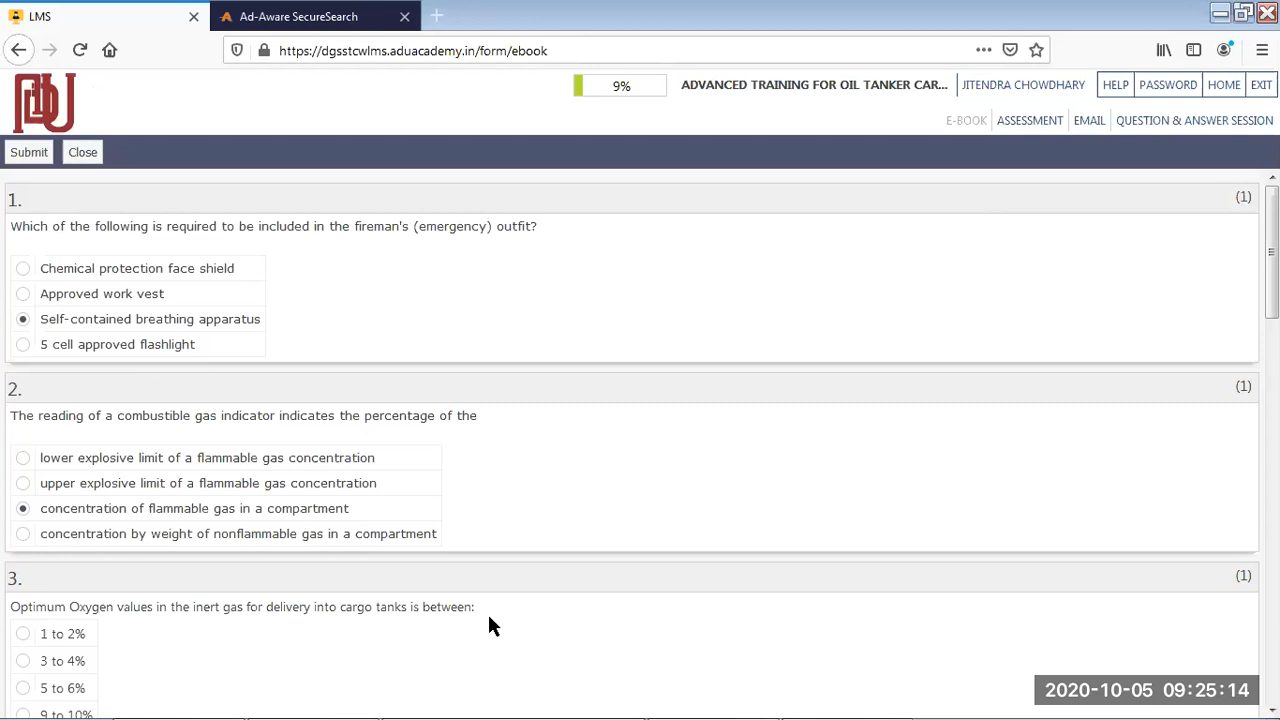 LMS
Ad-Aware SecureSearch
https://dgsstcwlms.aduacademy.in/form/ebook
9%
ADVANCED TRAINING FOR OIL TANKER CAR...
JITENDRA CHOWDHARY
HELP
PASSWORD
HOME
EXIT
E-BOOK
ASSESSMENT
EMAIL
QUESTION & ANSWER SESSION
Submit
Close
1.
(1)
Which of the following is required to be included in the fireman's (emergency) outfit?
Chemical protection face shield
Approved work vest
Self-contained breathing apparatus
5 cell approved flashlight
2.
(1)
The reading of a combustible gas indicator indicates the percentage of the
lower explosive limit of a flammable gas concentration
upper explosive limit of a flammable gas concentration
concentration of flammable gas in a compartment
concentration by weight of nonflammable gas in a compartment
3.
(1)
Optimum Oxygen values in the inert gas for delivery into cargo tanks is between:
1 to 2%
3 to 4%
5 to 6%
9 to 10%
2020-10-05 09:25:14